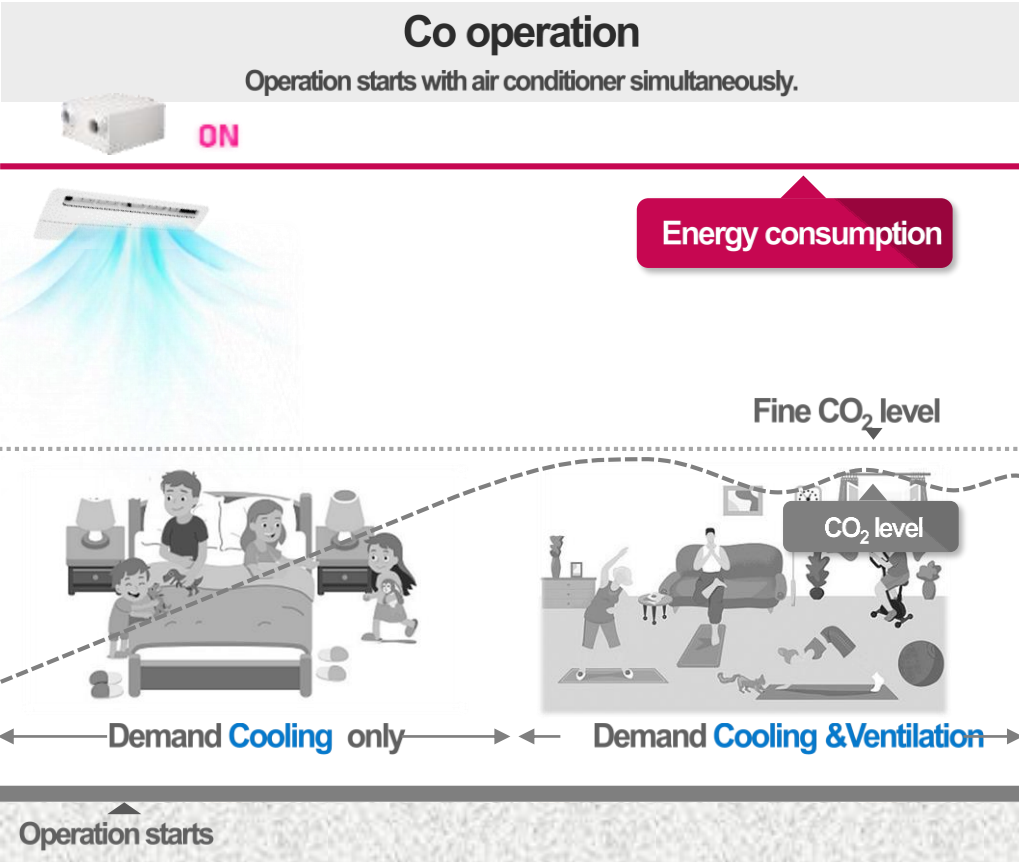 Co operation
Operation starts with air conditioner simultaneously.
ON
Energy consumption
Fine CO₂ level
CO₂ level
Demand Cooling only
Demand Cooling &Ventilation
Operation starts